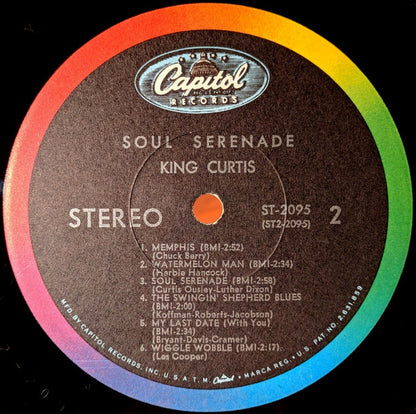 Capitol
RECORDS
SOUL SERENADE
KING CURTIS
STEREO
ST-2095
(ST2-2095)
2
1. MEMPHIS (BMI-2:52)
(Chuck Berry)
2. WATERMELON MAN (BMI-2:34)
(Herbie Hancock)
3. SOUL SERENADE (BMI-2:58)
(Curtis Ousley-Luther Dixon)
4. THE SWINGIN' SHEPHERD BLUES
(BMI-2:00)
(Koffman-Roberts-Jacobson)
5. MY LAST DATE (With You)
(BMI-2:34)
(Bryant-Davis-Cramer)
6. WIGGLE WOBBLE (BMI-2:17)
(Les Cooper)
MFD. BY CAPITOL RECORDS, INC. U.S.A. T.M. Capitol • MARCA REG. • U.S. PAT. NO. 2,631,859